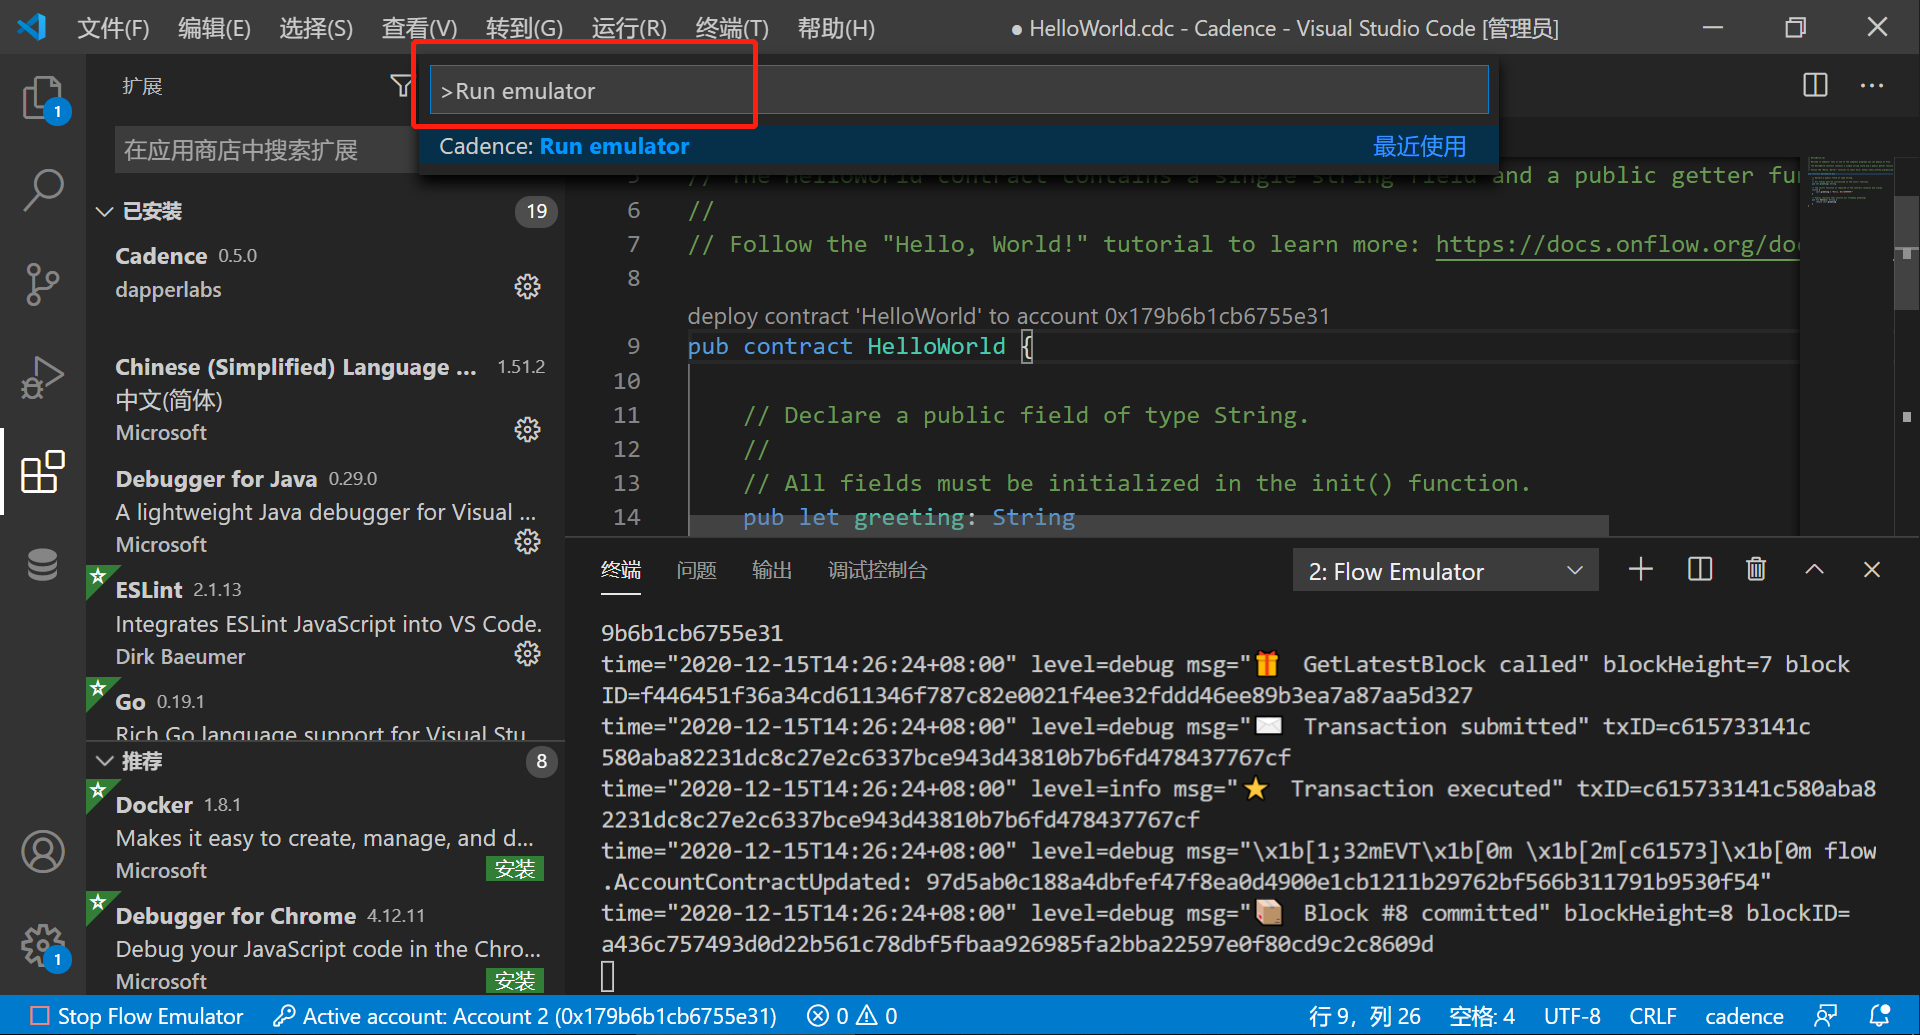 文件(F) 编辑(E) 选择(S) 查看(V) 转到(G) 运行(R) 终端(T) 帮助(H) ● HelloWorld.cdc - Cadence - Visual Studio Code [管理员]
扩展
>Run emulator
Cadence: Run emulator 最近使用
1
在应用商店中搜索扩展
已安装 19
Cadence 0.5.0
dapperlabs
Chinese (Simplified) Language ... 1.51.2
中文(简体)
Microsoft
Debugger for Java 0.29.0
A lightweight Java debugger for Visual ...
Microsoft
ESLint 2.1.13
Integrates ESLint JavaScript into VS Code.
Dirk Baeumer
Go 0.19.1
Rich Go language support for Visual Stu
推荐 8
Docker 1.8.1
Makes it easy to create, manage, and d...
Microsoft 安装
Debugger for Chrome 4.12.11
Debug your JavaScript code in the Chro...
Microsoft 安装
1
5 // The HelloWorld contract contains a single string field and a public getter fu
6 //
7 // Follow the "Hello, World!" tutorial to learn more: https://docs.onflow.org/do
8
deploy contract 'HelloWorld' to account 0x179b6b1cb6755e31
9 pub contract HelloWorld {
10
11 // Declare a public field of type String.
12 //
13 // All fields must be initialized in the init() function.
14 pub let greeting: String
终端 问题 输出 调试控制台 2: Flow Emulator
9b6b1cb6755e31
time="2020-12-15T14:26:24+08:00" level=debug msg="🎁 GetLatestBlock called" blockHeight=7 block
ID=f446451f36a34cd611346f787c82e0021f4ee32fddd46ee89b3ea7a87aa5d327
time="2020-12-15T14:26:24+08:00" level=debug msg="✉️ Transaction submitted" txID=c615733141c
580aba82231dc8c27e2c6337bce943d43810b7b6fd478437767cf
time="2020-12-15T14:26:24+08:00" level=info msg="⭐ Transaction executed" txID=c615733141c580aba8
2231dc8c27e2c6337bce943d43810b7b6fd478437767cf
time="2020-12-15T14:26:24+08:00" level=debug msg="\x1b[1;32mEVT\x1b[0m \x1b[2m[c61573]\x1b[0m flow
.AccountContractUpdated: 97d5ab0c188a4dbfef47f8ea0d4900e1cb1211b29762bf566b311791b9530f54"
time="2020-12-15T14:26:24+08:00" level=debug msg="📦 Block #8 committed" blockHeight=8 blockID=
a436c757493d0d22b561c78dbf5fbaa926985fa2bba22597e0f80cd9c2c8609d
Stop Flow Emulator Active account: Account 2 (0x179b6b1cb6755e31) 0 0 行 9，列 26 空格: 4 UTF-8 CRLF cadence